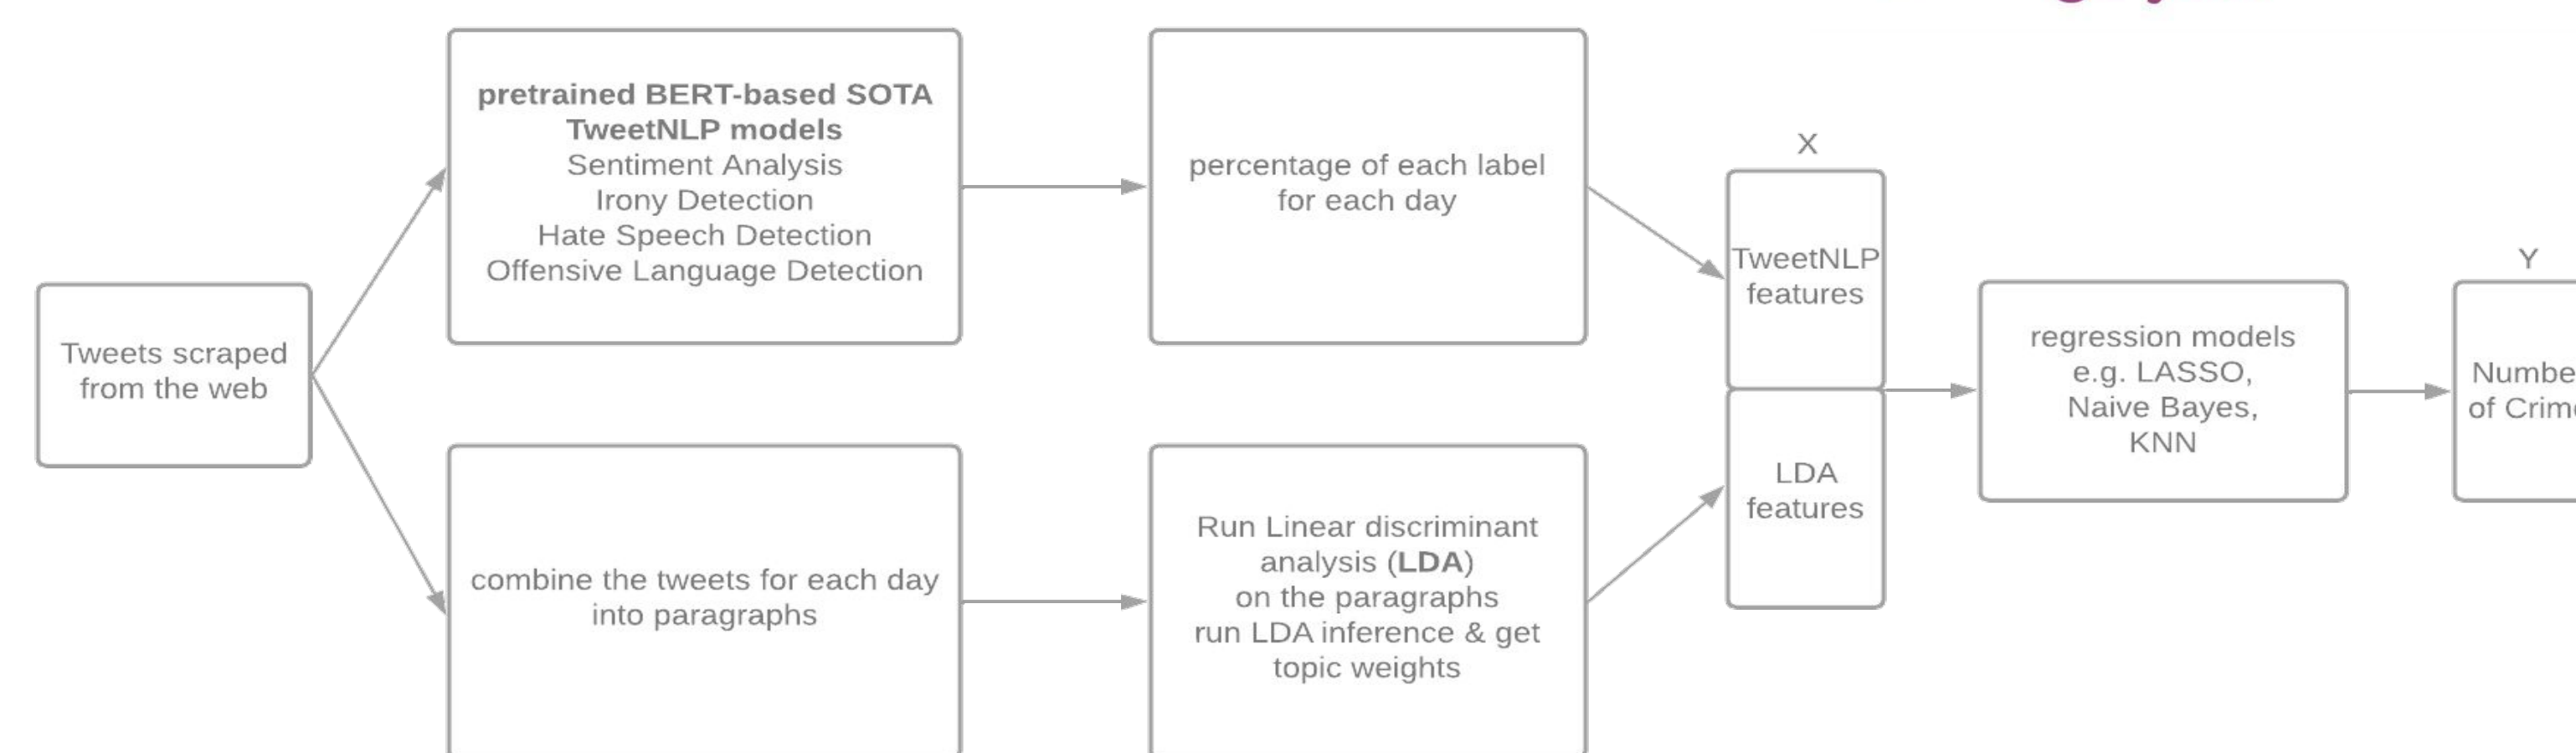 Tweets scraped
from the web
pretrained BERT-based SOTA
TweetNLP models
Sentiment Analysis
Irony Detection
Hate Speech Detection
Offensive Language Detection
percentage of each label
for each day
combine the tweets for each day
into paragraphs
Run Linear discriminant
analysis (LDA)
on the paragraphs
run LDA inference & get
topic weights
X
TweetNLP
features
LDA
features
regression models
e.g. LASSO,
Naive Bayes,
KNN
Y
of